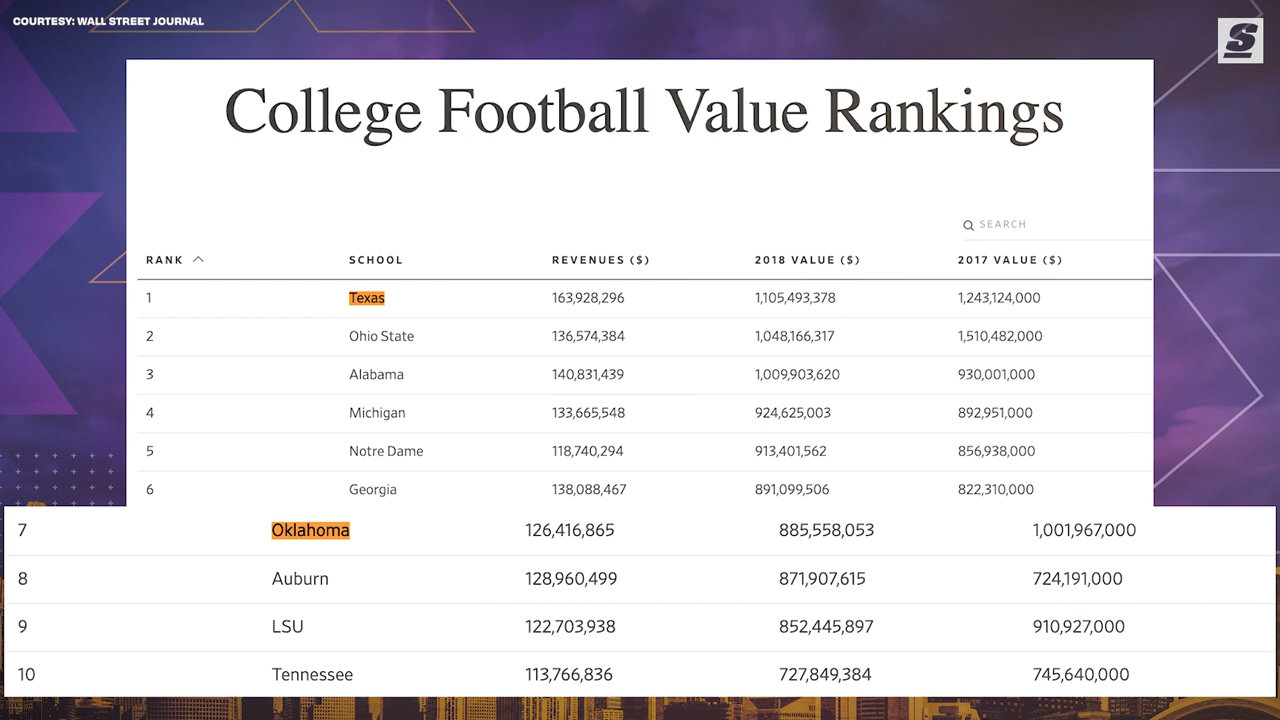 COURTESY: WALL STREET JOURNAL
S
College Football Value Rankings
SEARCH
RANK SCHOOL REVENUES ($) 2018 VALUE ($) 2017 VALUE ($)
1 Texas 163,928,296 1,105,493,378 1,243,124,000
2 Ohio State 136,574,384 1,048,166,317 1,510,482,000
3 Alabama 140,831,439 1,009,903,620 930,001,000
4 Michigan 133,665,548 924,625,003 892,951,000
5 Notre Dame 118,740,294 913,401,562 856,938,000
6 Georgia 138,088,467 891,099,506 822,310,000
7 Oklahoma 126,416,865 885,558,053 1,001,967,000
8 Auburn 128,960,499 871,907,615 724,191,000
9 LSU 122,703,938 852,445,897 910,927,000
10 Tennessee 113,766,836 727,849,384 745,640,000